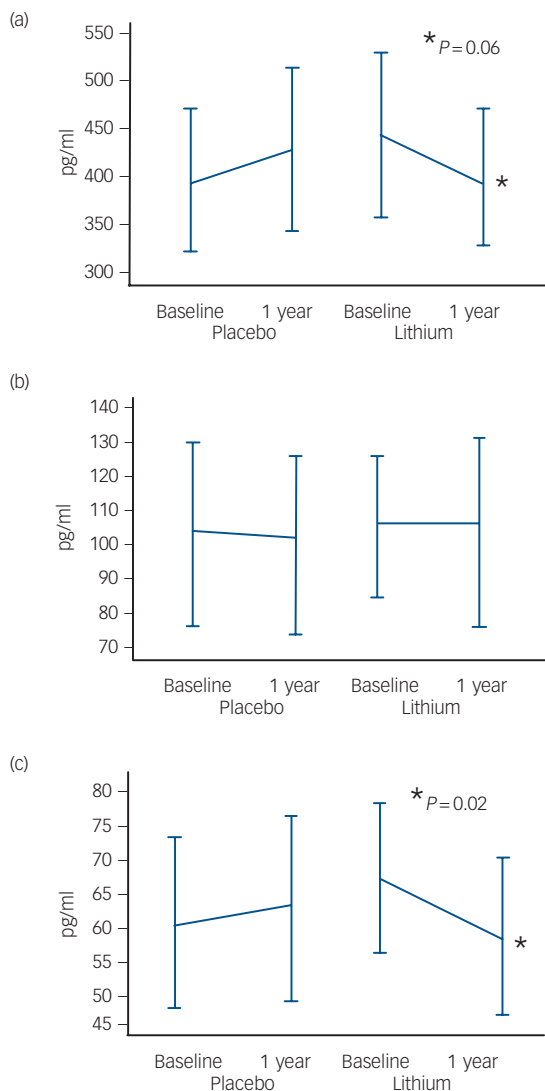 (a)
550
500
450
400
350
300
pg/ml
*P=0.06
*
Baseline 1 year Baseline 1 year
Placebo Lithium
(b)
140
130
120
110
100
90
80
70
pg/ml
Baseline 1 year Baseline 1 year
Placebo Lithium
(c)
80
75
70
65
60
55
50
45
pg/ml
*P=0.02
*
Baseline 1 year Baseline 1 year
Placebo Lithium